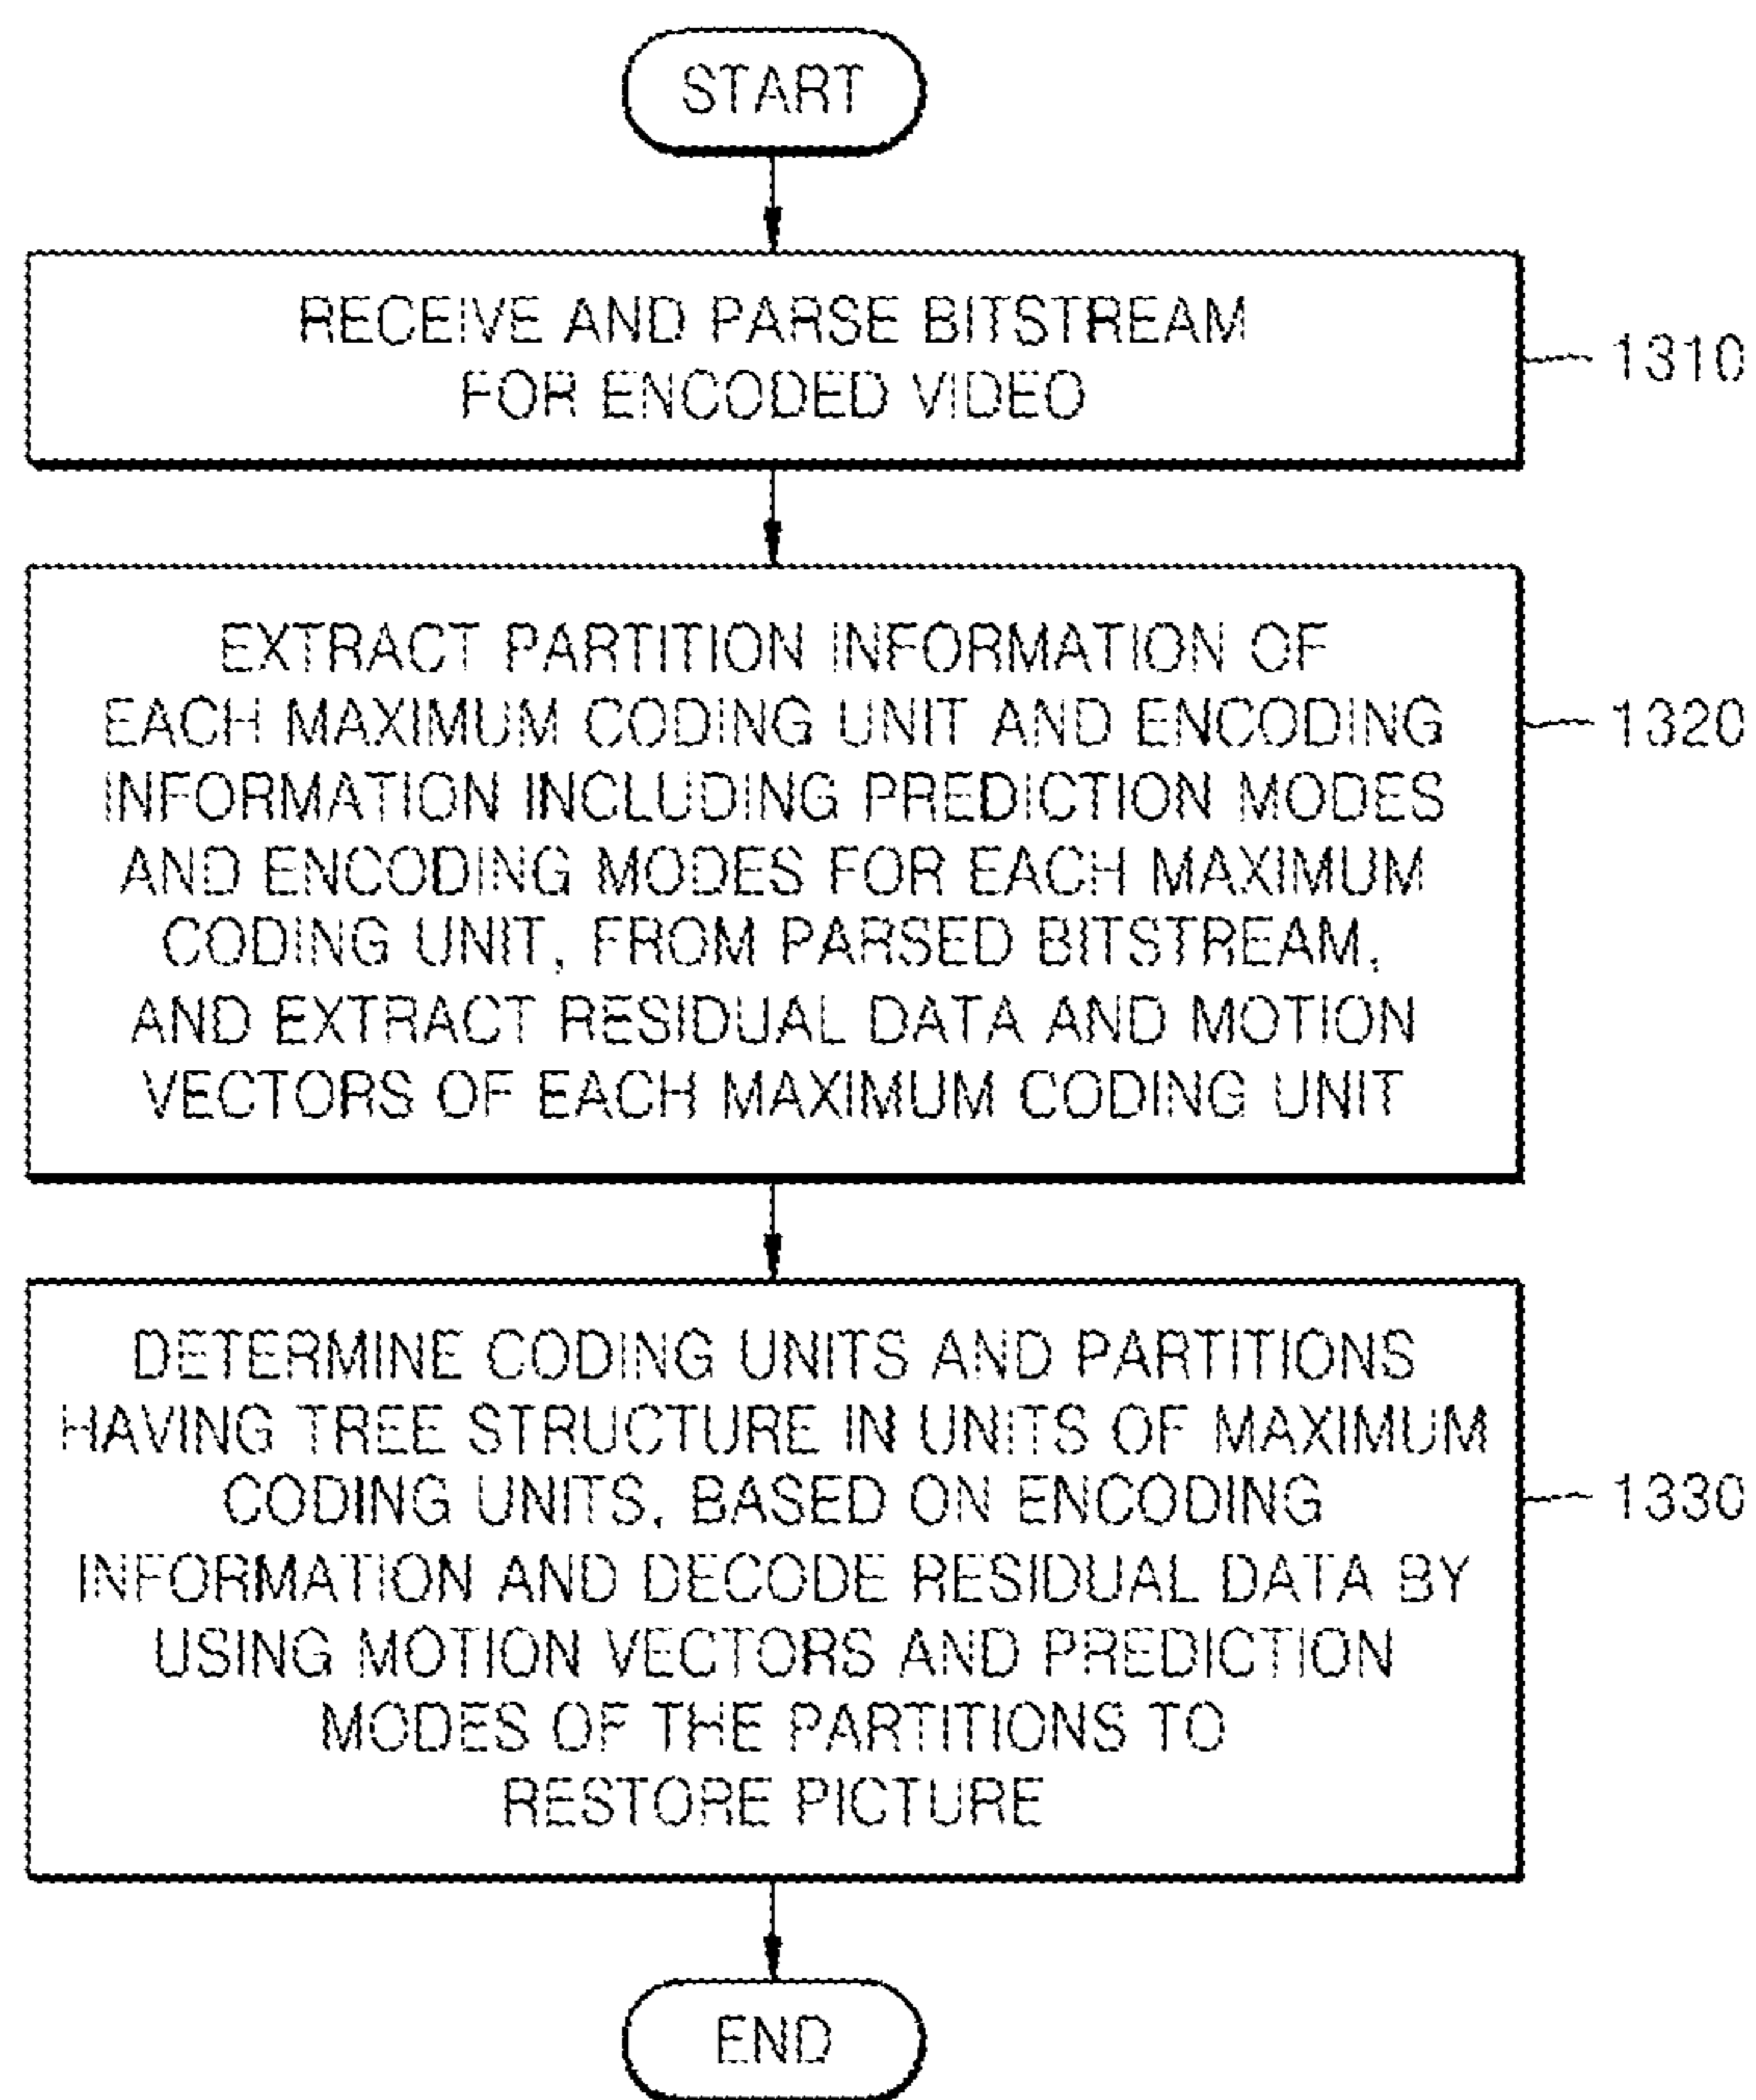 START
RECEIVE AND PARSE BITSTREAM
FOR ENCODED VIDEO
1310
EXTRACT PARTITION INFORMATION OF
EACH MAXIMUM CODING UNIT AND ENCODING
INFORMATION INCLUDING PREDICTION MODES
AND ENCODING MODES FOR EACH MAXIMUM
CODING UNIT, FROM PARSED BITSTREAM,
AND EXTRACT RESIDUAL DATA AND MOTION
VECTORS OF EACH MAXIMUM CODING UNIT
1320
DETERMINE CODING UNITS AND PARTITIONS
HAVING TREE STRUCTURE IN UNITS OF MAXIMUM
CODING UNITS, BASED ON ENCODING
INFORMATION AND DECODE RESIDUAL DATA BY
USING MOTION VECTORS AND PREDICTION
MODES OF THE PARTITIONS TO
RESTORE PICTURE
1330
END